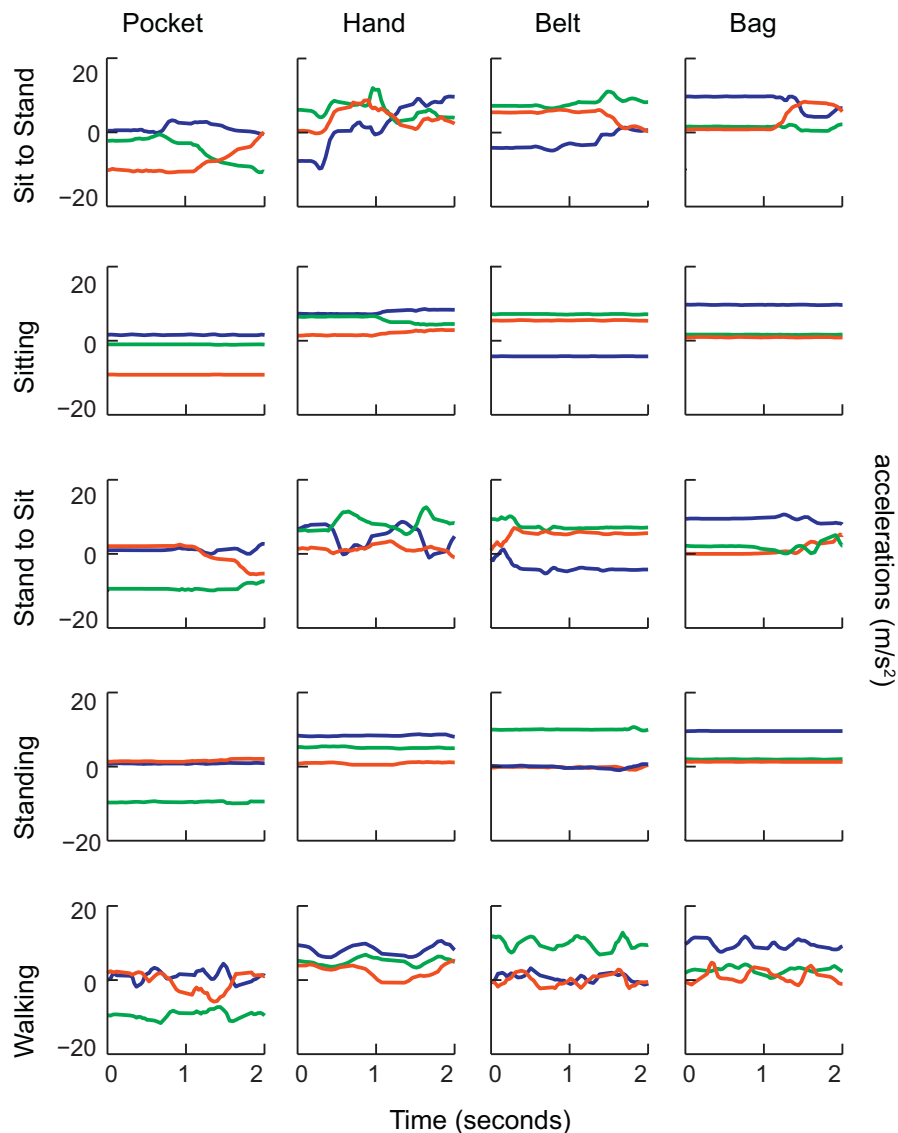 Pocket Hand Belt Bag
Sit to Stand
20
0
−20
Sitting
20
0
−20
Stand to Sit
20
0
−20
Standing
20
0
−20
Walking
20
0
−20
0 1 2 0 1 2 0 1 2 0 1 2
Time (seconds)
accelerations (m/s²)